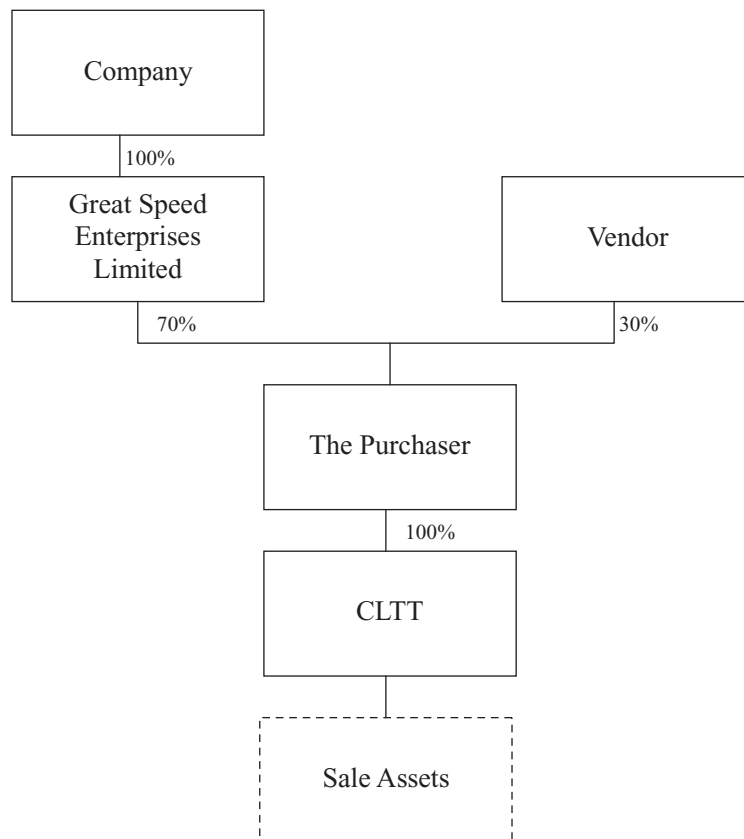 Company
100%
Great Speed
Enterprises
Limited
Vendor
70%
30%
The Purchaser
100%
CLTT
Sale Assets